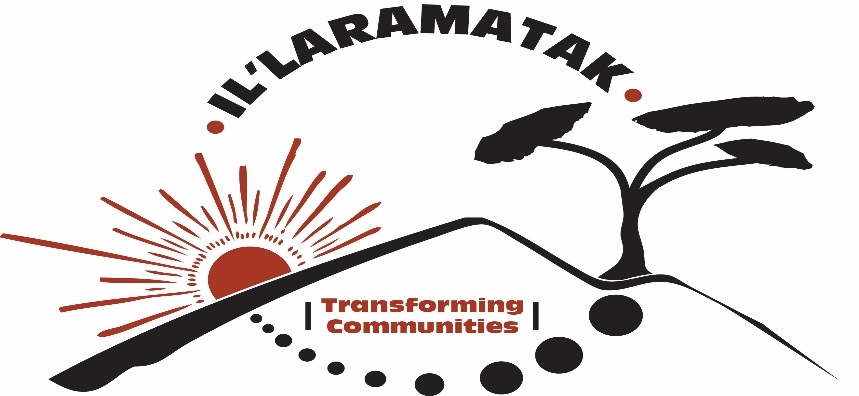 IL'LARAMATAK
Transforming
Communities